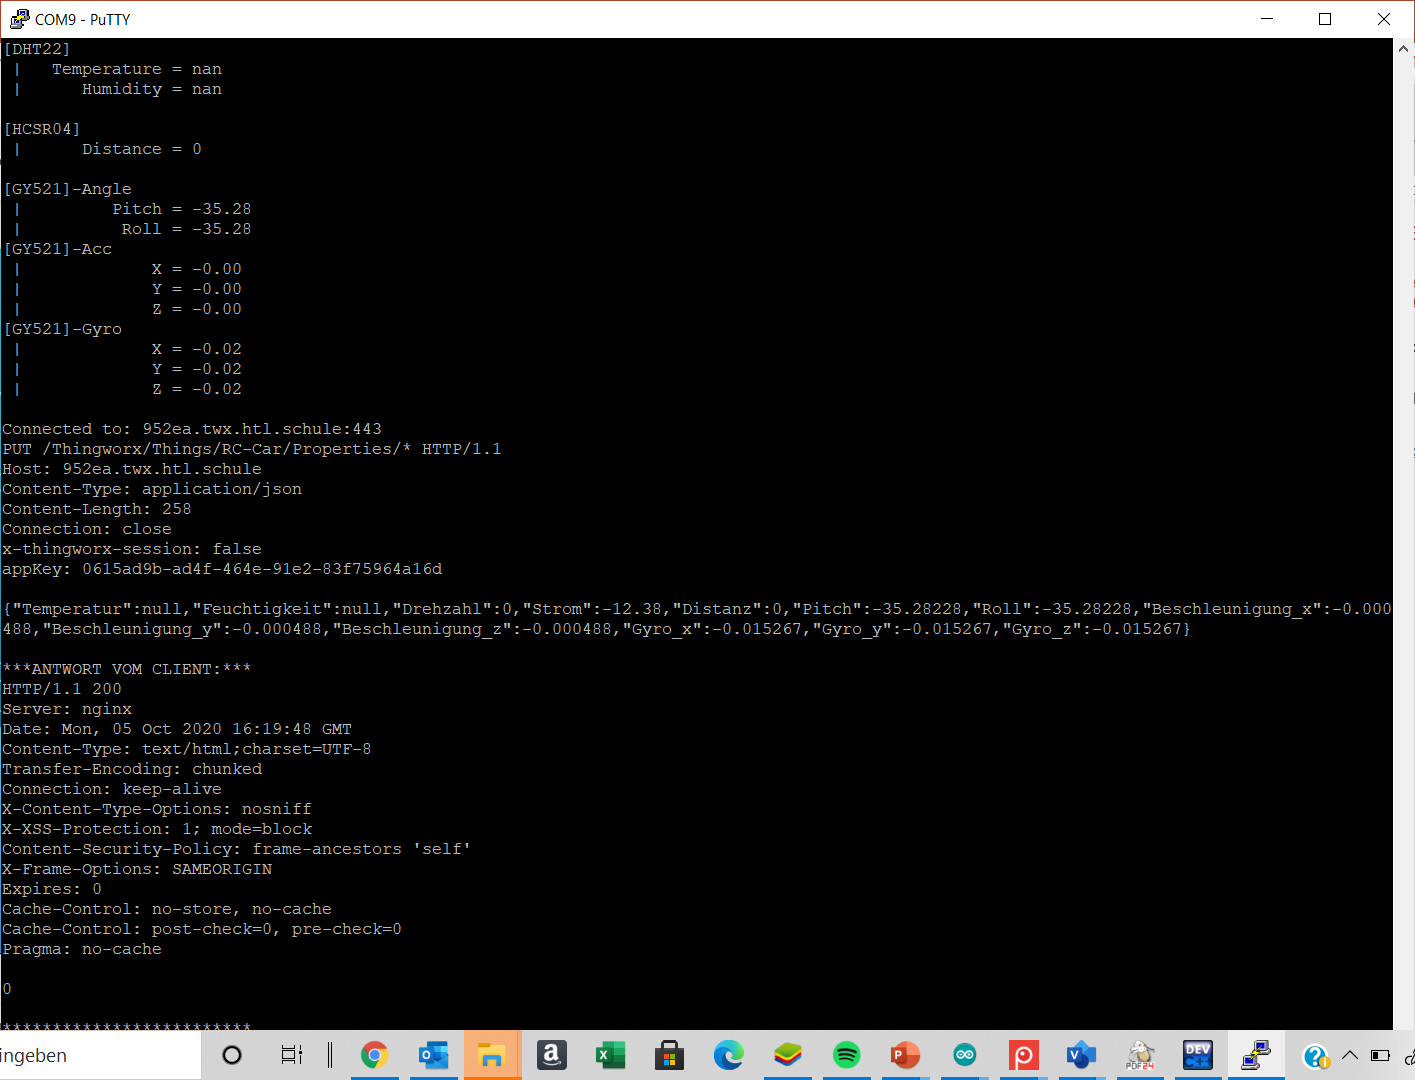 COM9 - PuTTY
[DHT22]
|   Temperature = nan
|      Humidity = nan
[HCSR04]
|      Distance = 0
[GY521]-Angle
|         Pitch = -35.28
|          Roll = -35.28
[GY521]-Acc
|             X = -0.00
|             Y = -0.00
|             Z = -0.00
[GY521]-Gyro
|             X = -0.02
|             Y = -0.02
|             Z = -0.02
Connected to: 952ea.twx.htl.schule:443
PUT /Thingworx/Things/RC-Car/Properties/* HTTP/1.1
Host: 952ea.twx.htl.schule
Content-Type: application/json
Content-Length: 258
Connection: close
x-thingworx-session: false
appKey: 0615ad9b-ad4f-464e-91e2-83f75964a16d
{"Temperatur":null,"Feuchtigkeit":null,"Drehzahl":0,"Strom":-12.38,"Distanz":0,"Pitch":-35.28228,"Roll":-35.28228,"Beschleunigung_x":-0.000
488,"Beschleunigung_y":-0.000488,"Beschleunigung_z":-0.000488,"Gyro_x":-0.015267,"Gyro_y":-0.015267,"Gyro_z":-0.015267}
***ANTWORT VOM CLIENT:***
HTTP/1.1 200
Server: nginx
Date: Mon, 05 Oct 2020 16:19:48 GMT
Content-Type: text/html;charset=UTF-8
Transfer-Encoding: chunked
Connection: keep-alive
X-Content-Type-Options: nosniff
X-XSS-Protection: 1; mode=block
Content-Security-Policy: frame-ancestors 'self'
X-Frame-Options: SAMEORIGIN
Expires: 0
Cache-Control: no-store, no-cache
Cache-Control: post-check=0, pre-check=0
Pragma: no-cache
0
*************************
ingeben
PDF24
DEV